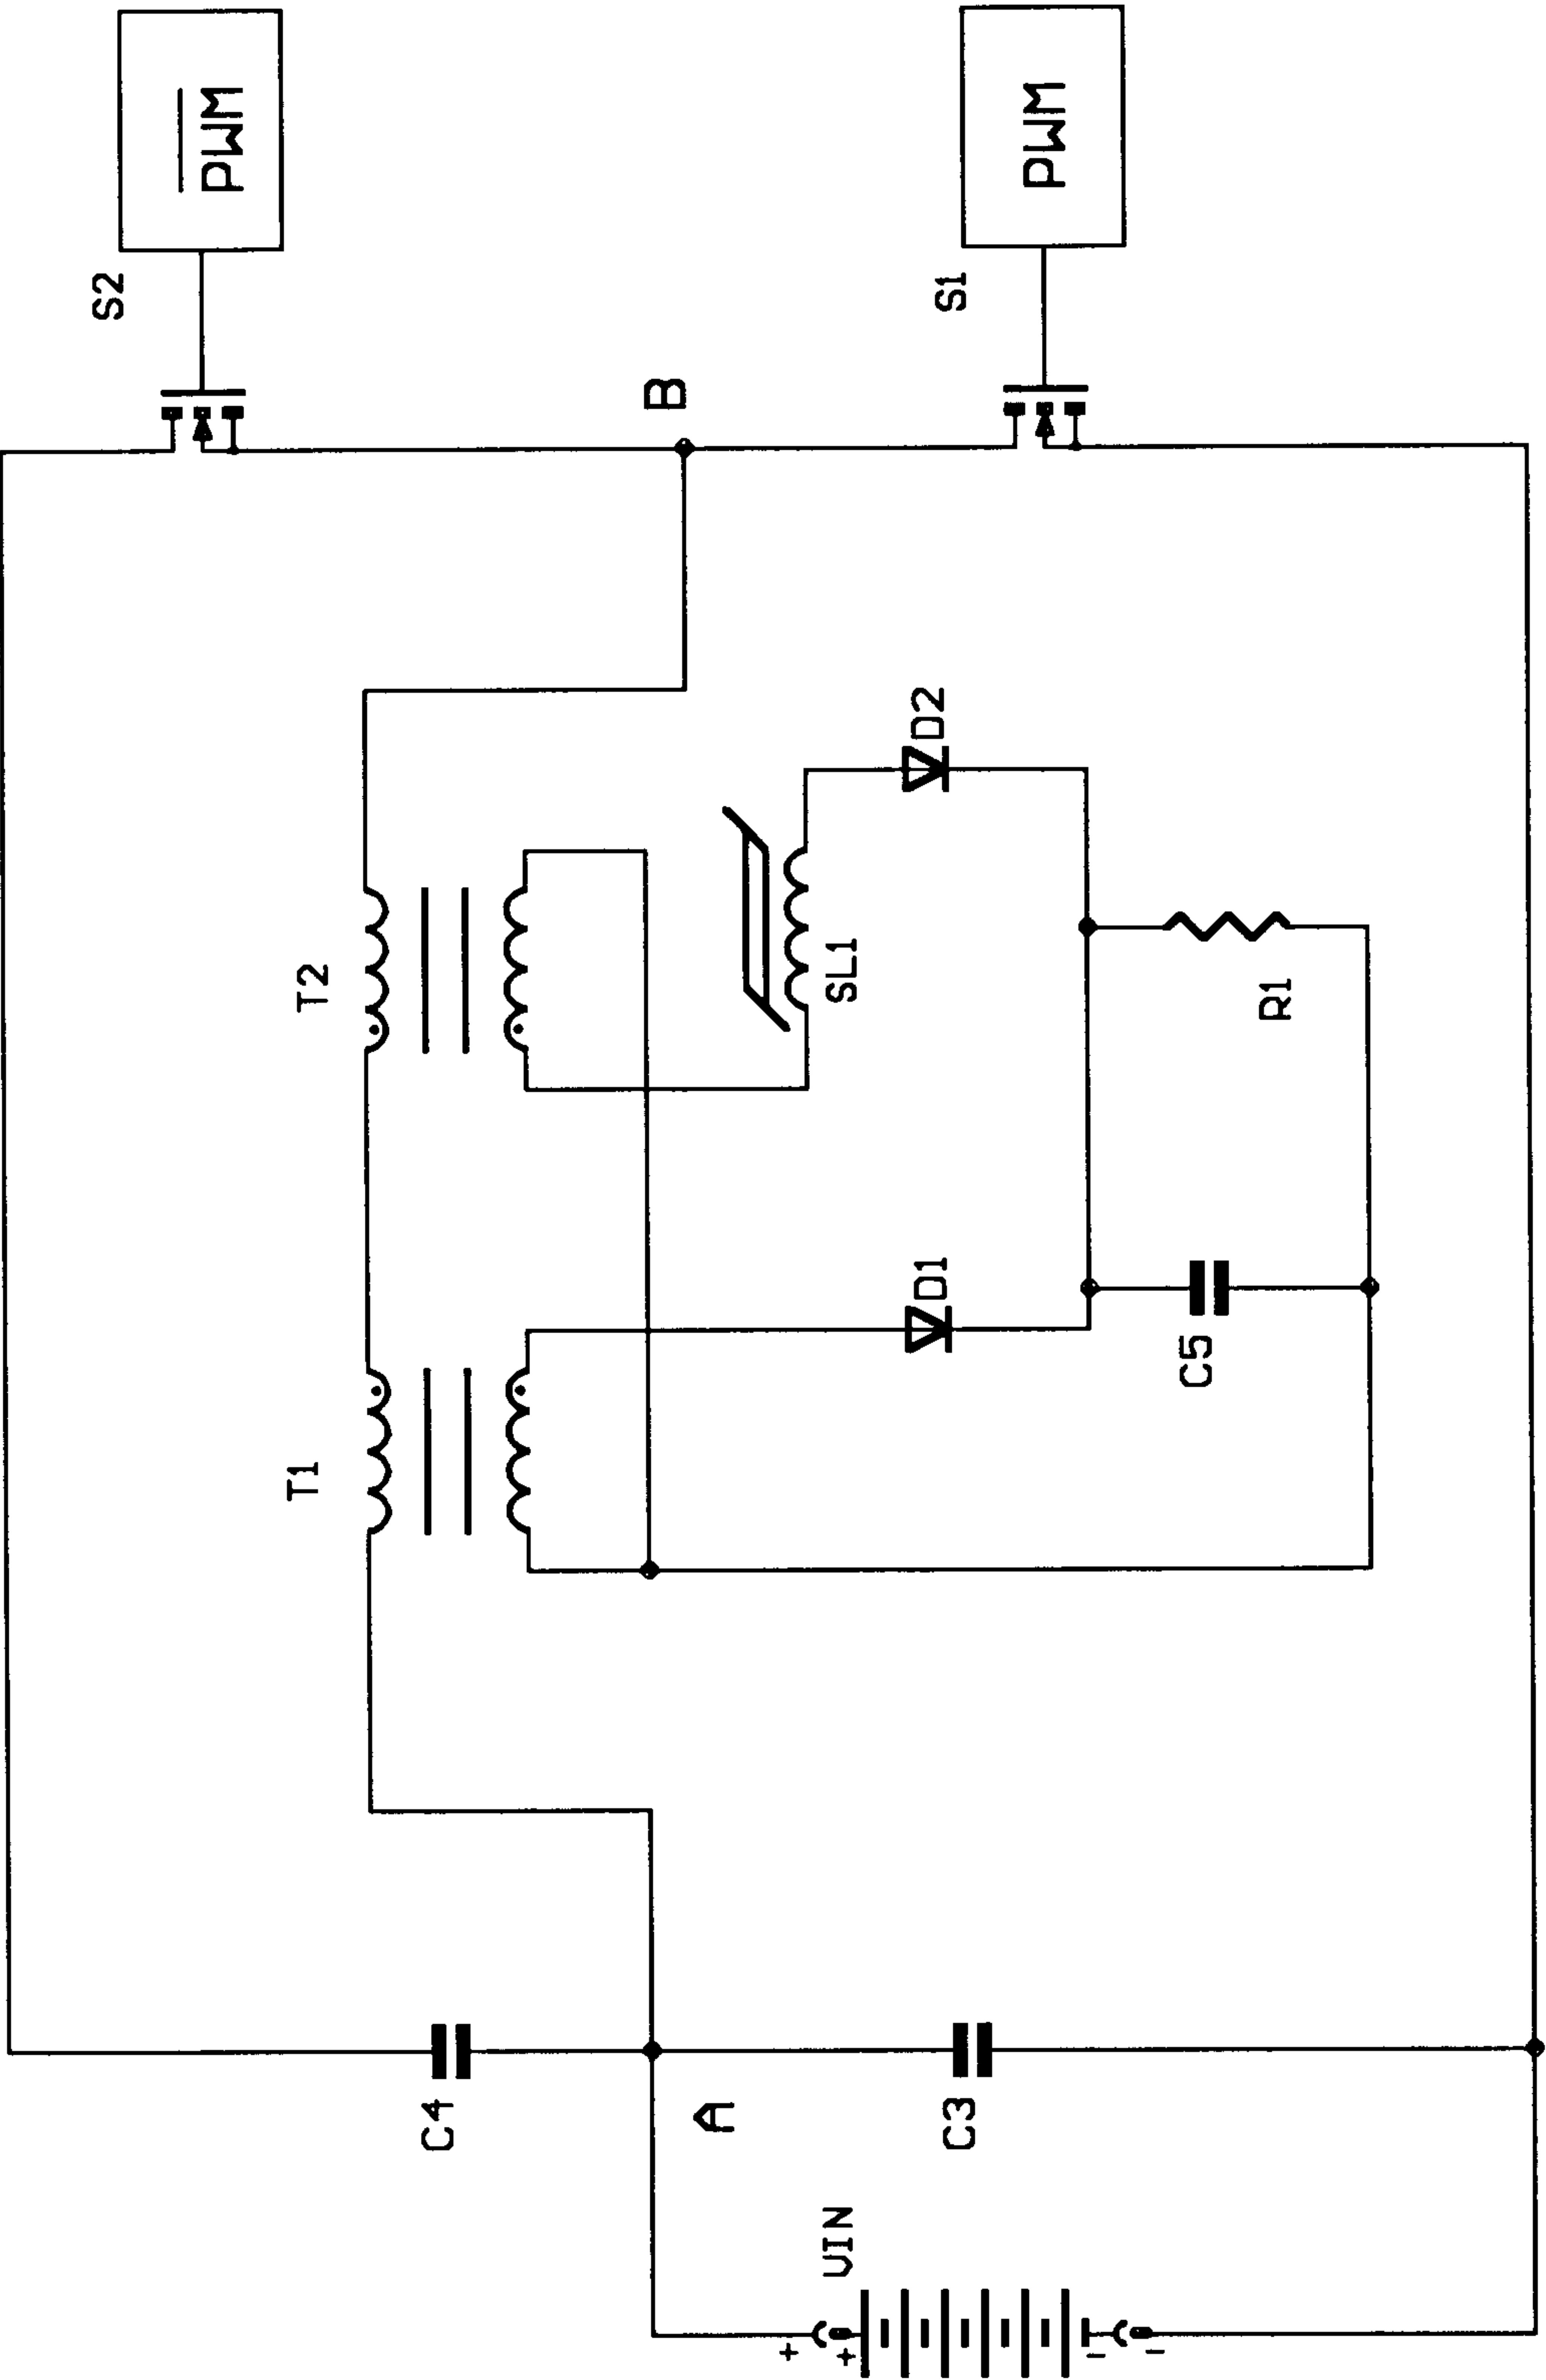 PWM
S2
PWM
S1
B
D2
T2
SL1
R1
D1
T1
C5
C4
A
C3
VIN
+
+
-
-